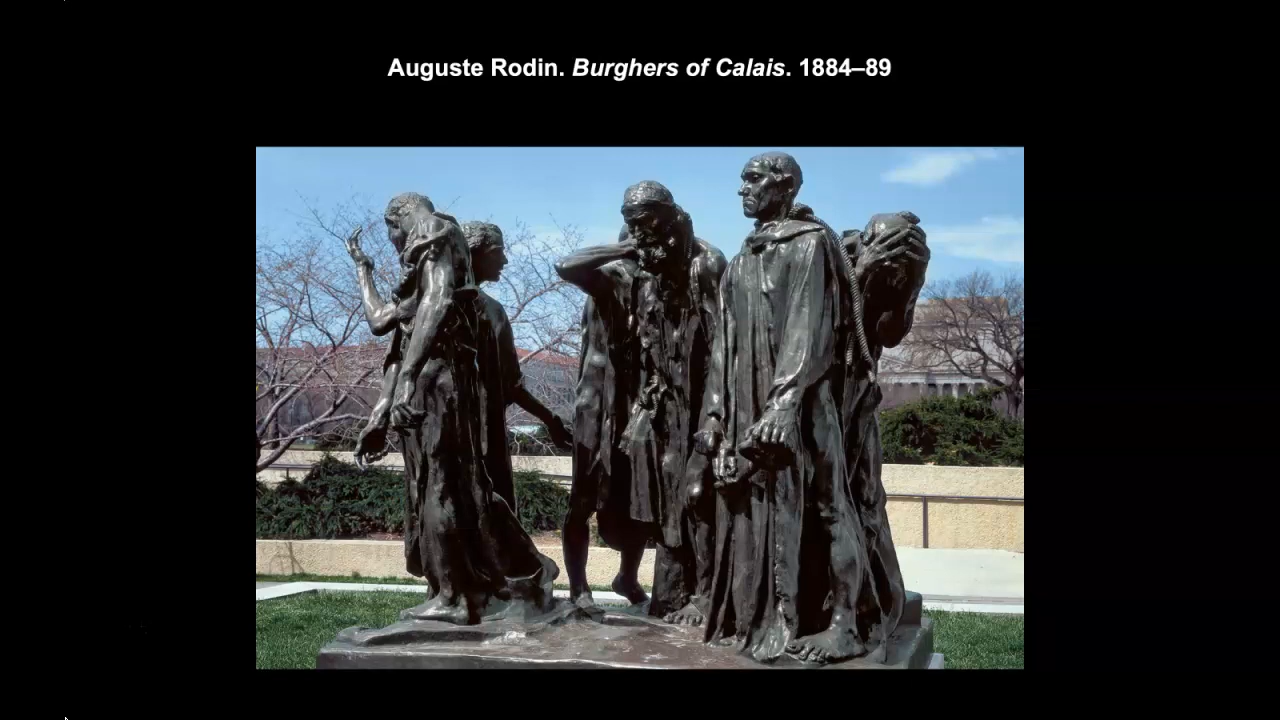 Auguste Rodin. Burghers of Calais. 1884–89